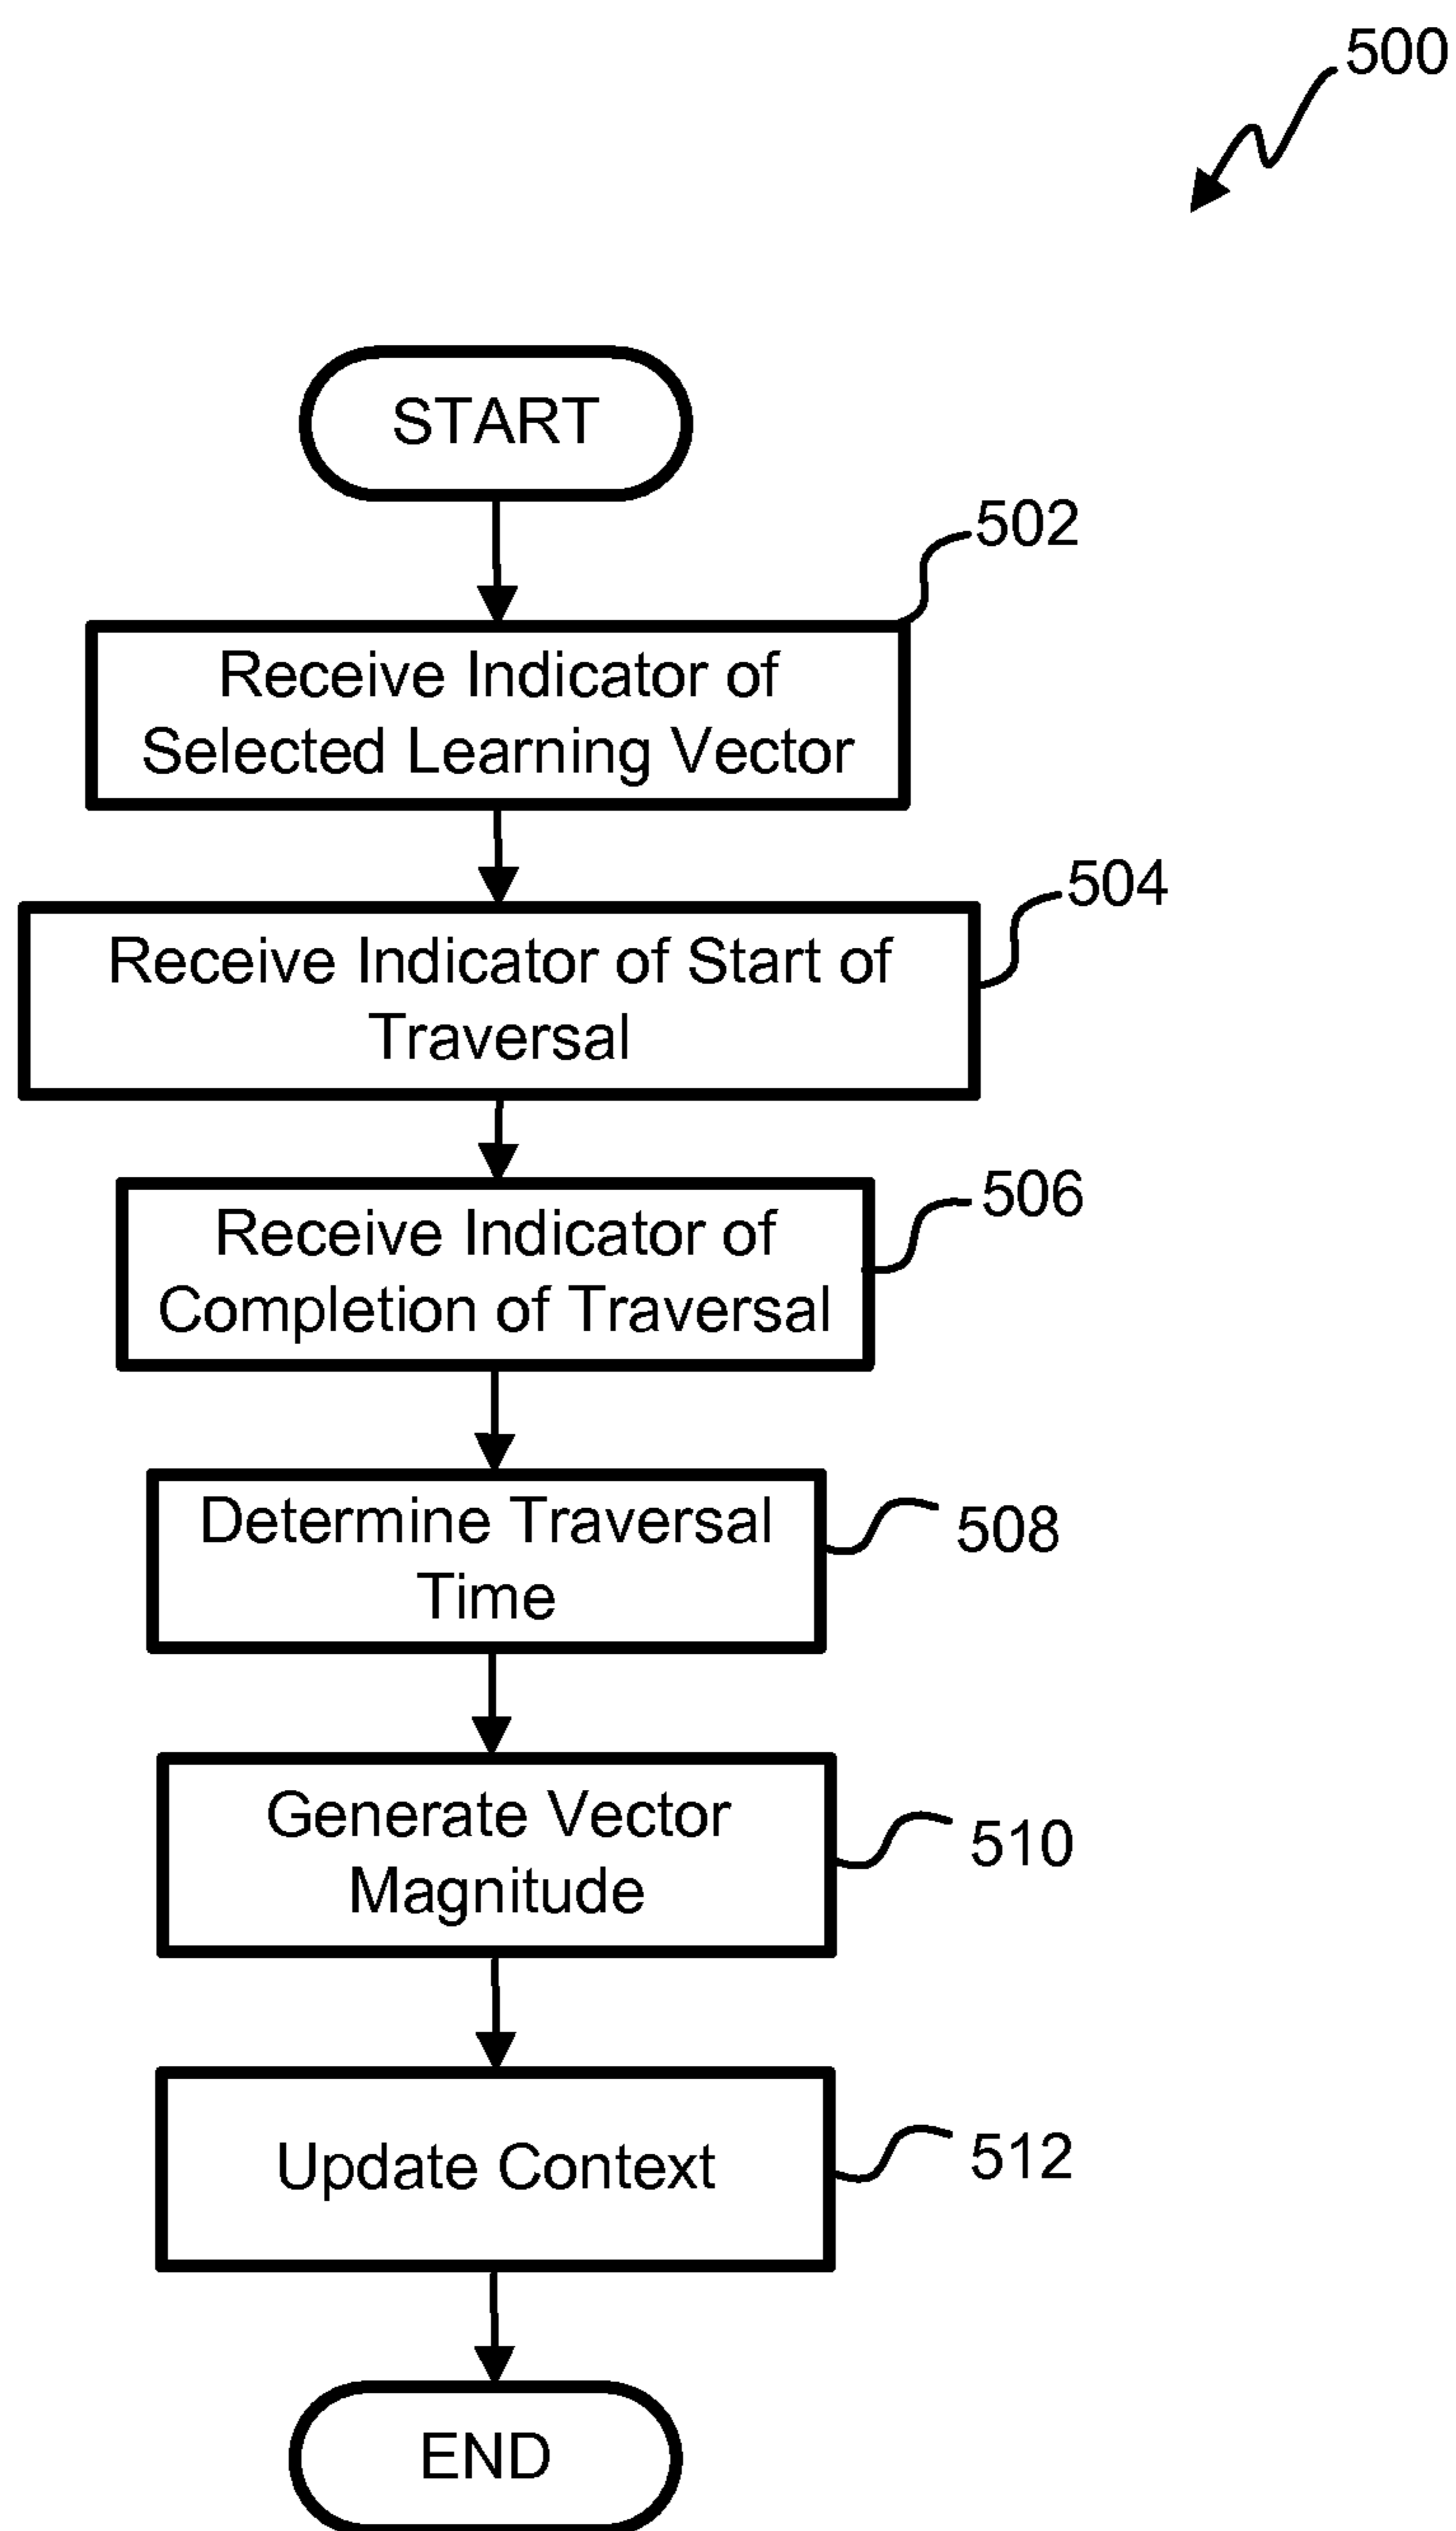 500
START
502
Receive Indicator of
Selected Learning Vector
504
Receive Indicator of Start of
Traversal
506
Receive Indicator of
Completion of Traversal
508
Determine Traversal
Time
510
Generate Vector
Magnitude
512
Update Context
END